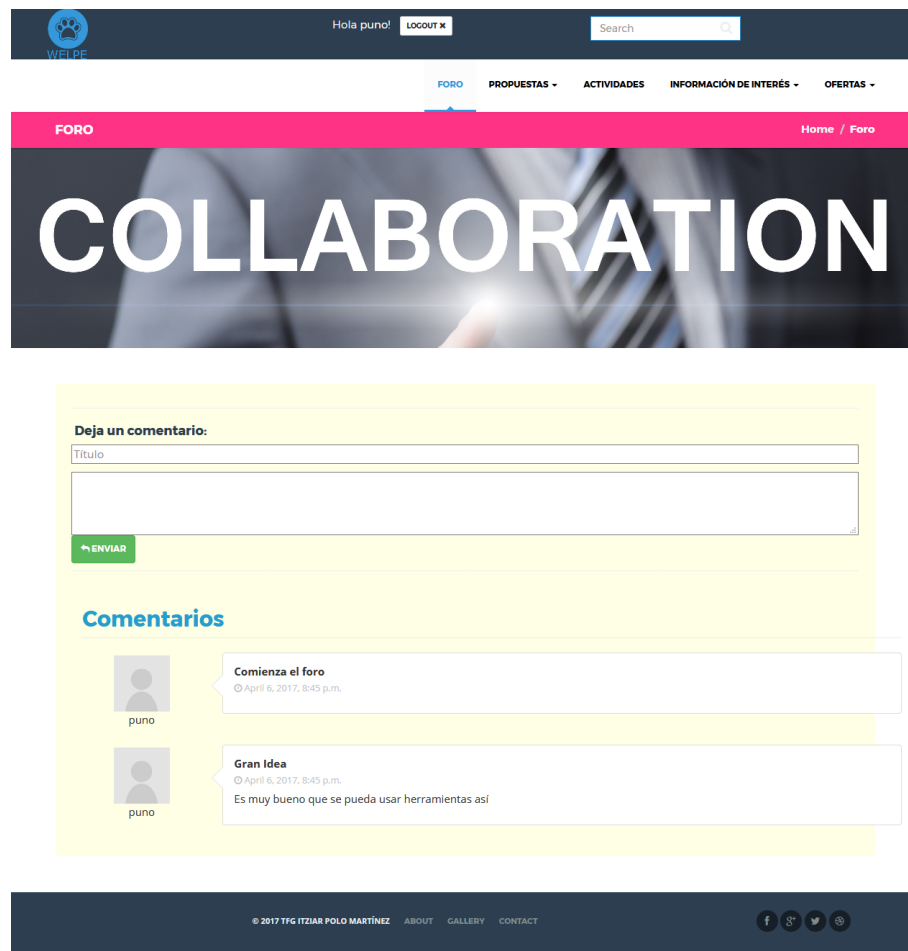 Hola puno! LOGOUT ✖ Search
WELPE
FORO PROPUESTAS ACTIVIDADES INFORMACIÓN DE INTERÉS OFERTAS
FORO Home / Foro
COLLABORATION
Deja un comentario:
Título
ENVIAR
Comentarios
Comienza el foro
April 6, 2017, 8:45 p.m.
puno
Gran Idea
April 6, 2017, 8:45 p.m.
Es muy bueno que se pueda usar herramientas así
puno
© 2017 TFG ITZIAR POLO MARTÍNEZ ABOUT GALLERY CONTACT